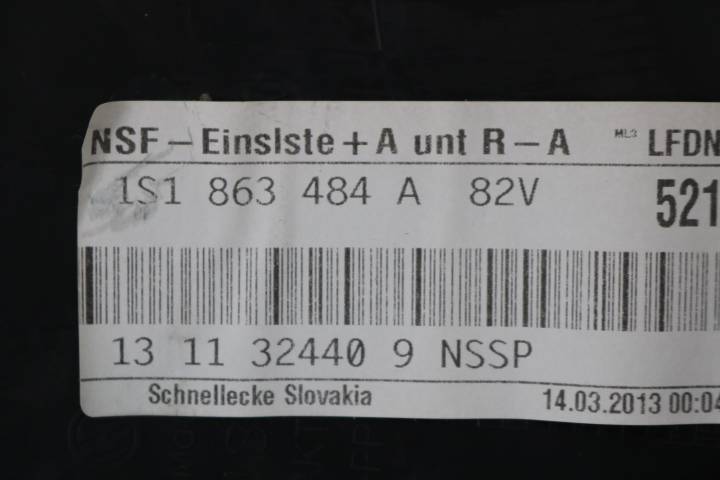 NSF – Einslste + A unt R – A ML3 LFDN
1S1 863 484 A 82V 521
13 11 32440 9 NSSP
Schnellecke Slovakia 14.03.2013 00:04